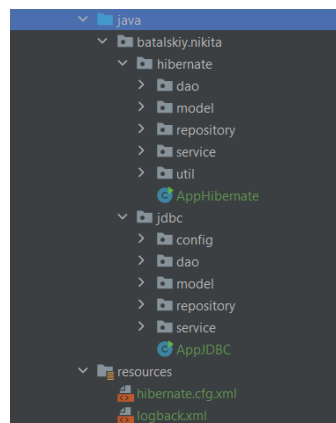 java
batalskiy.nikita
hibernate
dao
model
repository
service
util
AppHibernate
jdbc
config
dao
model
repository
service
AppJDBC
resources
hibernate.cfg.xml
logback.xml